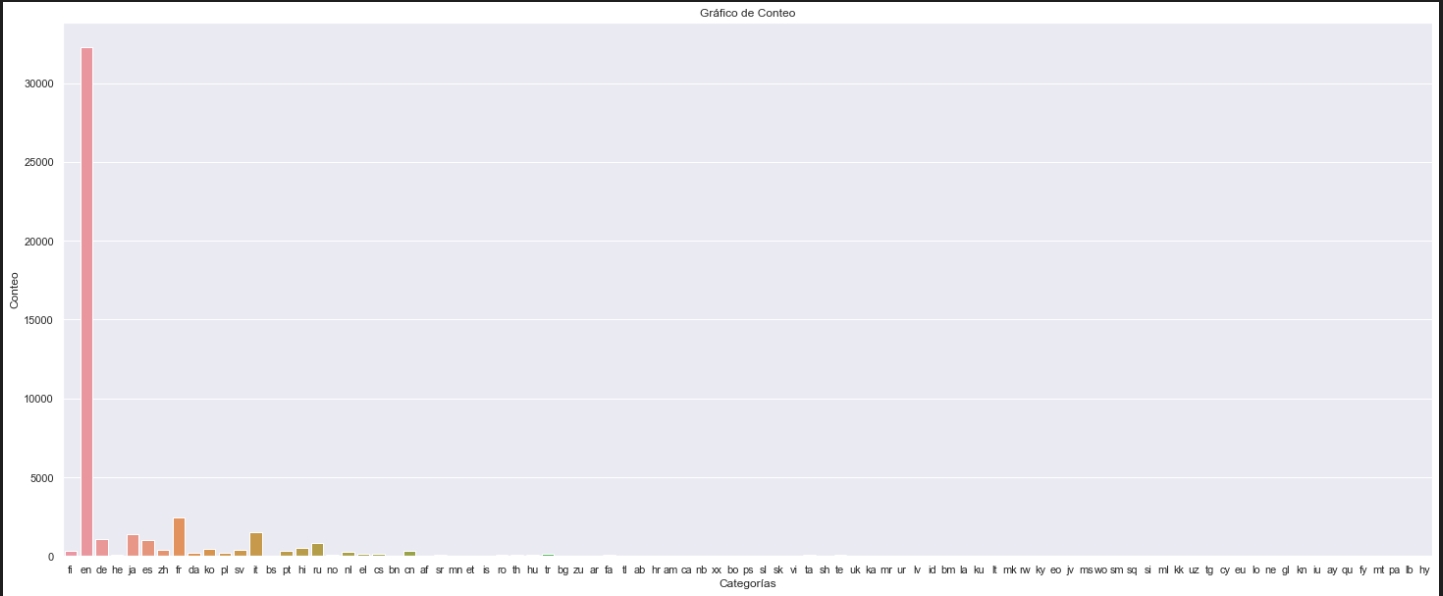 Gráfico de Conteo
30000
25000
20000
15000
10000
5000
0
Conteo
fi en de he ja es zh fr da ko pl sv it bs pt hi ru no nl el cs bn cn af sr mn et is ro th hu tr bg zu ar fa tl ab hr am ca nb xx bo ps sl sk vi ta sh te uk ka mr ur lv id bm la ku lt mk rw ky eo jv ms wo sm sq si ml kk uz tg cy eu lo ne gl kn iu ay qu fy mt pa lb hy
Categorías